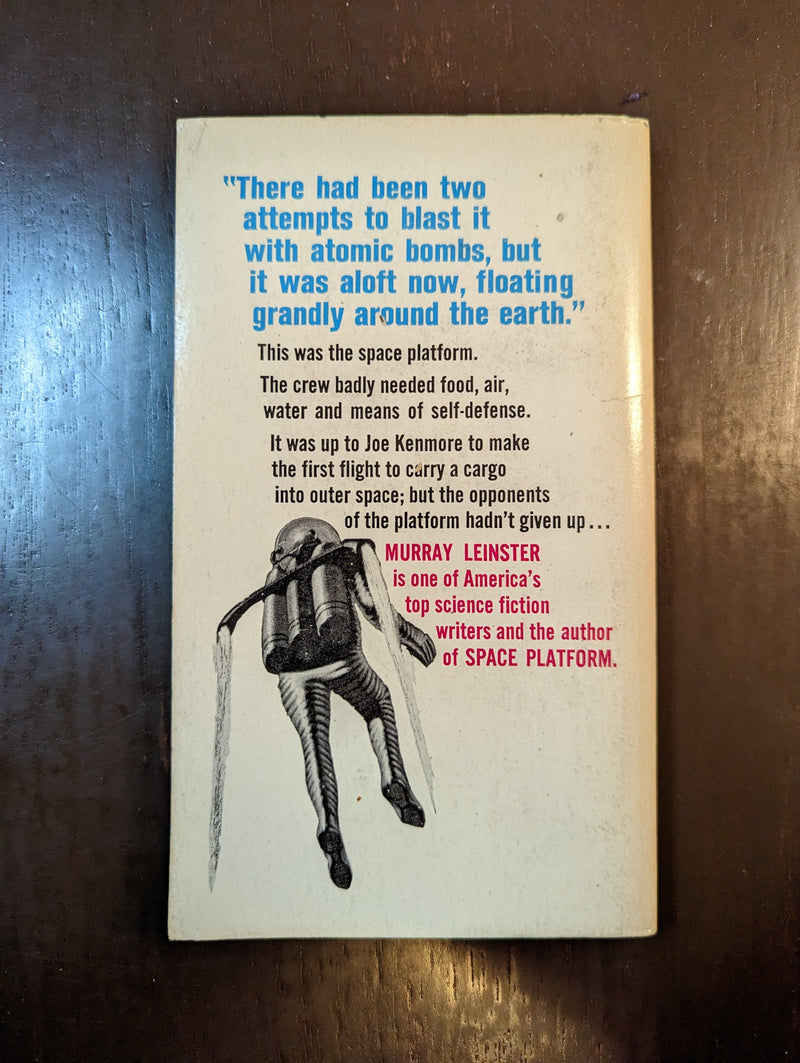 "There had been two
attempts to blast it
with atomic bombs, but
it was aloft now, floating
grandly around the earth."
This was the space platform.
The crew badly needed food, air,
water and means of self-defense.
It was up to Joe Kenmore to make
the first flight to carry a cargo
into outer space; but the opponents
of the platform hadn't given up...
MURRAY LEINSTER
is one of America's
top science fiction
writers and the author
of SPACE PLATFORM.